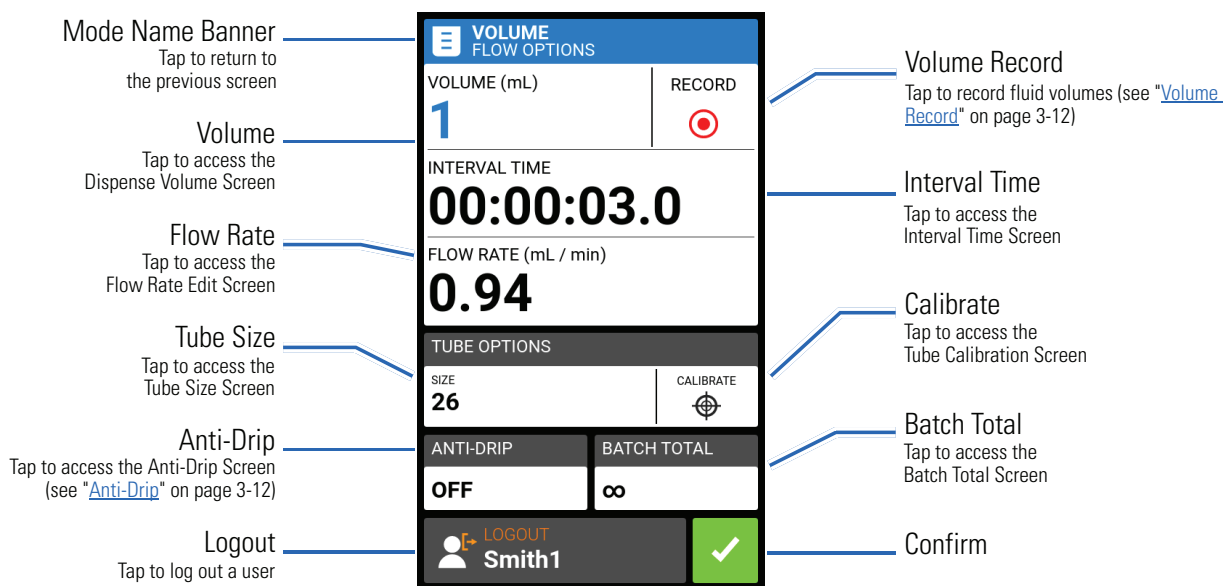 Mode Name Banner
Tap to return to
the previous screen
Volume
Tap to access the
Dispense Volume Screen
Flow Rate
Tap to access the
Flow Rate Edit Screen
Tube Size
Tap to access the
Tube Size Screen
Anti-Drip
Tap to access the Anti-Drip Screen
(see "Anti-Drip" on page 3-12)
Logout
Tap to log out a user
VOLUME
FLOW OPTIONS
VOLUME (mL)
1
RECORD
INTERVAL TIME
00:00:03.0
FLOW RATE (mL / min)
0.94
TUBE OPTIONS
SIZE
26
CALIBRATE
ANTI-DRIP
OFF
BATCH TOTAL
∞
LOGOUT
Smith1
Volume Record
Tap to record fluid volumes (see "Volume
Record" on page 3-12)
Interval Time
Tap to access the
Interval Time Screen
Calibrate
Tap to access the
Tube Calibration Screen
Batch Total
Tap to access the
Batch Total Screen
Confirm